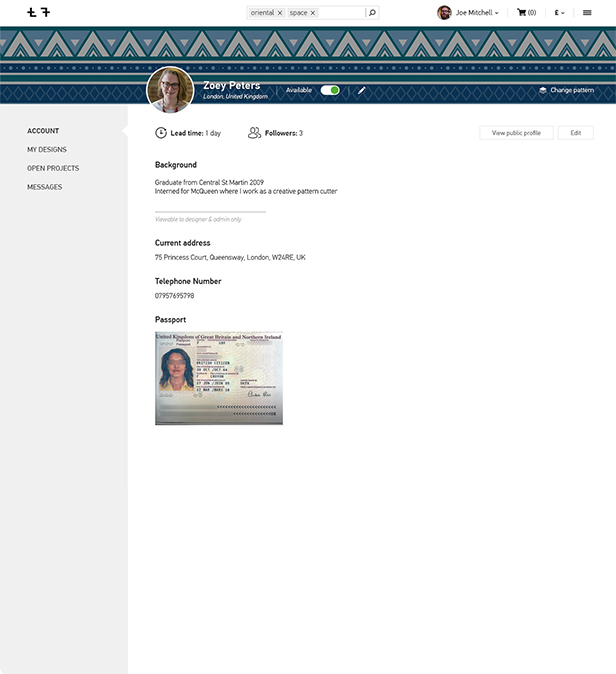 oriental × space ×
Joe Mitchell
(0)
£
Zoey Peters
London, United Kingdom
Available
Change pattern
ACCOUNT
MY DESIGNS
OPEN PROJECTS
MESSAGES
Lead time: 1 day
Followers: 3
View public profile
Edit
Background
Graduate from Central St Martin 2009
Interned for McQueen where I work as a creative pattern cutter
Viewable to designer & admin only
Current address
75 Princess Court, Queensway, London, W24RE, UK
Telephone Number
07957695798
Passport
United Kingdom of Great Britain and Northern Ireland
BRITISH CITIZEN